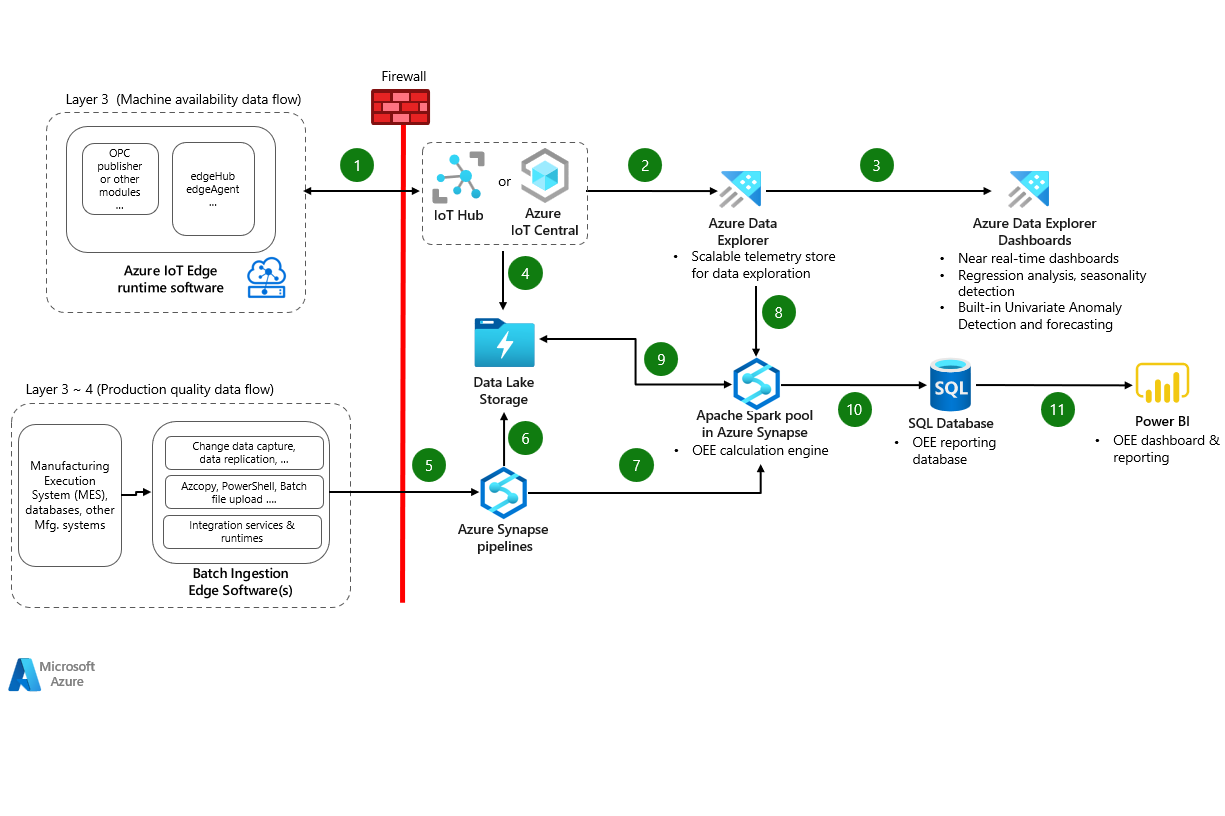 Firewall
Layer 3  (Machine availability data flow)
OPC
publisher
or other
modules
...
edgeHub
edgeAgent
...
Azure IoT Edge
runtime software
1
IoT Hub
or
Azure
IoT Central
2
Azure Data
Explorer
• Scalable telemetry store
for data exploration
3
Azure Data Explorer
Dashboards
• Near real-time dashboards
• Regression analysis, seasonality
detection
• Built-in Univariate Anomaly
Detection and forecasting
4
Data Lake
Storage
8
9
Layer 3 ~ 4 (Production quality data flow)
Manufacturing
Execution
System (MES),
databases, other
Mfg. systems
Change data capture,
data replication, ...
Azcopy, PowerShell, Batch
file upload ....
Integration services &
runtimes
Batch Ingestion
Edge Software(s)
5
6
Azure Synapse
pipelines
7
Apache Spark pool
in Azure Synapse
• OEE calculation engine
10
SQL
SQL Database
• OEE reporting
database
11
Power BI
• OEE dashboard &
reporting
Microsoft
Azure